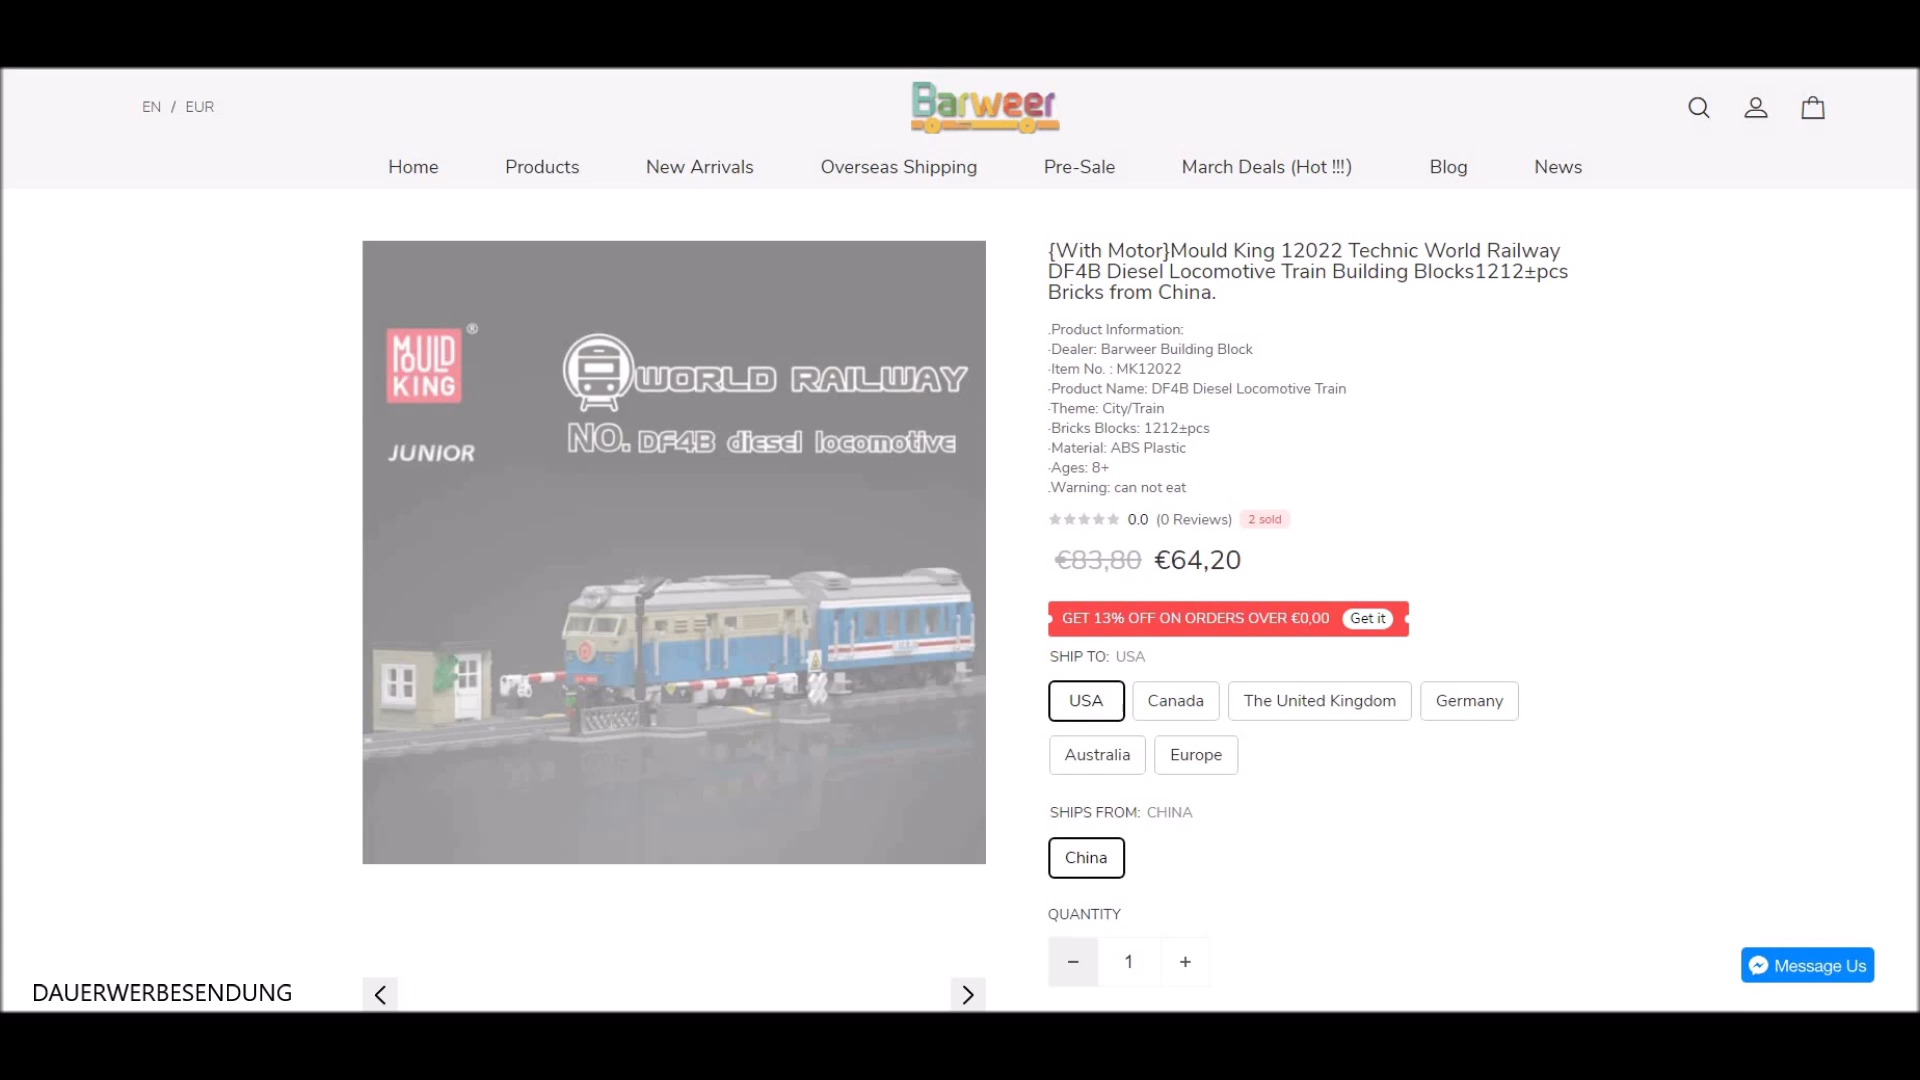 EN / EUR
Barweer
Home Products New Arrivals Overseas Shipping Pre-Sale March Deals (Hot !!!) Blog News
MOULD
KING
®
JUNIOR
WORLD RAILWAY
NO. DF4B diesel locomotive
{With Motor}Mould King 12022 Technic World Railway
DF4B Diesel Locomotive Train Building Blocks1212±pcs
Bricks from China.
.Product Information:
·Dealer: Barweer Building Block
·Item No. : MK12022
·Product Name: DF4B Diesel Locomotive Train
·Theme: City/Train
·Bricks Blocks: 1212±pcs
·Material: ABS Plastic
·Ages: 8+
.Warning: can not eat
0.0 (0 Reviews) 2 sold
€83,80 €64,20
GET 13% OFF ON ORDERS OVER €0,00 Get it
SHIP TO: USA
USA Canada The United Kingdom Germany
Australia Europe
SHIPS FROM: CHINA
China
QUANTITY
− 1 +
Message Us
DAUERWERBESENDUNG